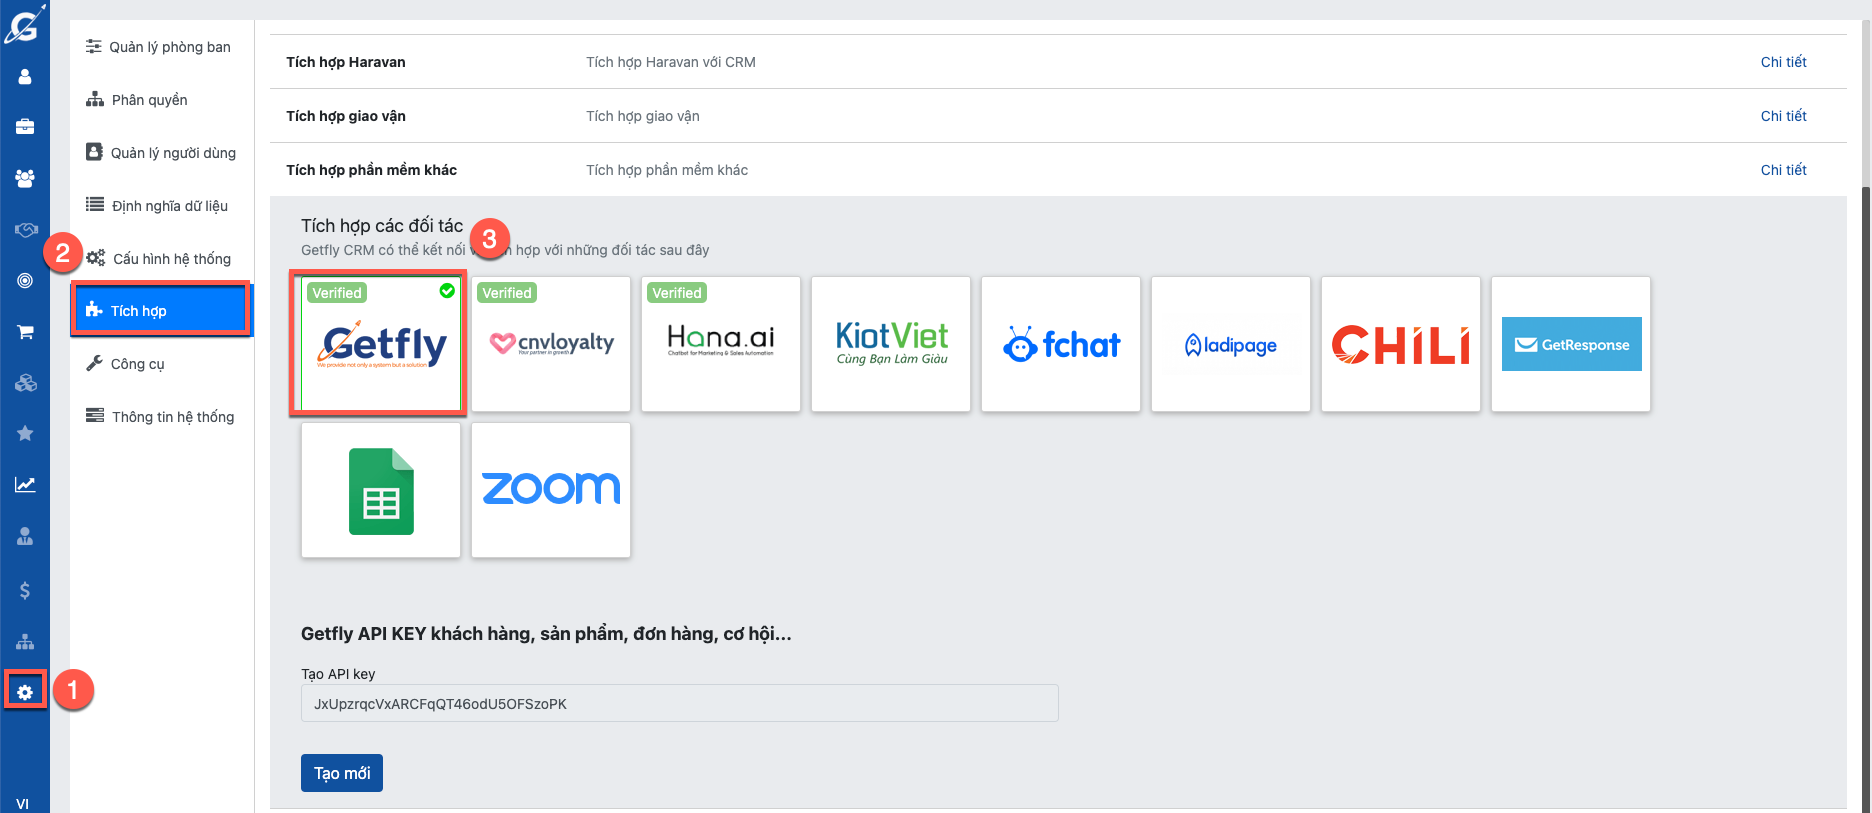 Quản lý phòng ban
Phân quyền
Quản lý người dùng
Định nghĩa dữ liệu
2
Cấu hình hệ thống
Tích hợp
Công cụ
Thông tin hệ thống
1
VI
Tích hợp Haravan
Tích hợp Haravan với CRM
Chi tiết
Tích hợp giao vận
Tích hợp giao vận
Chi tiết
Tích hợp phần mềm khác
Tích hợp phần mềm khác
Chi tiết
Tích hợp các đối tác
3
Getfly CRM có thể kết nối hợp với những đối tác sau đây
Verified
Getfly
We provide not only a system but a solution
Verified
cnvloyalty
Your partner in growth
Verified
Hana.ai
Chatbot for Marketing & Sales Automation
KiotViet
Cùng Bạn Làm Giàu
fchat
ladipage
CHILI
GetResponse
zoom
Getfly API KEY khách hàng, sản phẩm, đơn hàng, cơ hội...
Tạo API key
JxUpzrqcVxARCFqQT46odU5OFSzoPK
Tạo mới